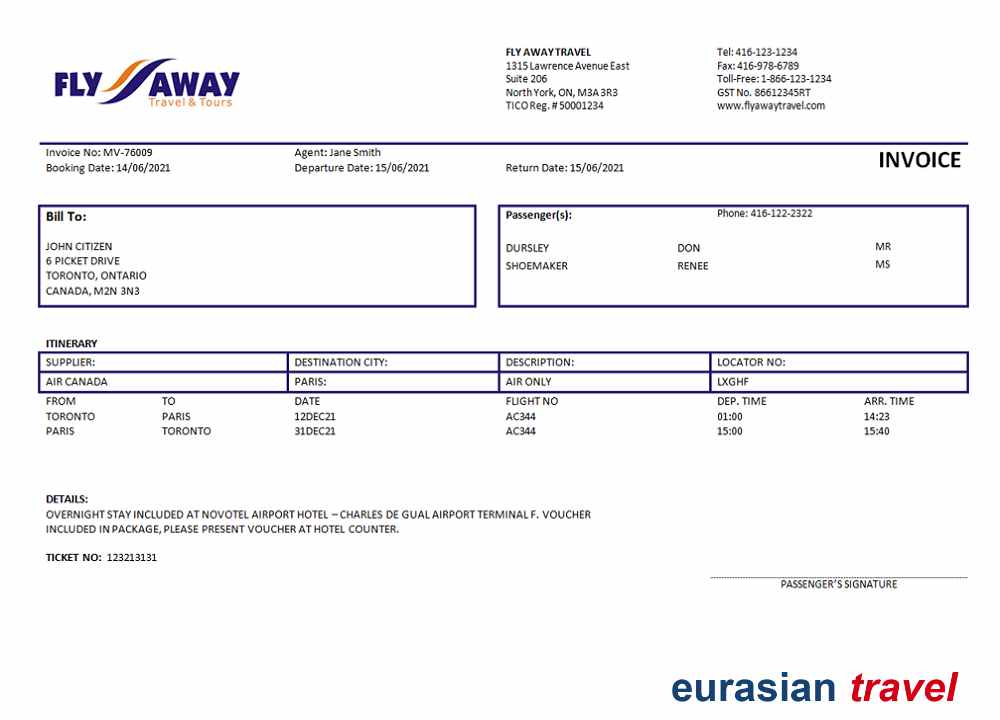 FLY AWAY
Travel & Tours
FLY AWAY TRAVEL
1315 Lawrence Avenue East
Suite 206
North York, ON, M3A 3R3
TICO Reg. # 50001234
Tel: 416-123-1234
Fax: 416-978-6789
Toll-Free: 1-866-123-1234
GST No. 86612345RT
www.flyawaytravel.com
Invoice No: MV-76009 Agent: Jane Smith
Booking Date: 14/06/2021 Departure Date: 15/06/2021 Return Date: 15/06/2021
INVOICE
Bill To:
JOHN CITIZEN
6 PICKET DRIVE
TORONTO, ONTARIO
CANADA, M2N 3N3
Passenger(s): Phone: 416-122-2322
DURSLEY DON MR
SHOEMAKER RENEE MS
ITINERARY
SUPPLIER: DESTINATION CITY: DESCRIPTION: LOCATOR NO:
AIR CANADA PARIS: AIR ONLY LXGHF
FROM TO DATE FLIGHT NO DEP. TIME ARR. TIME
TORONTO PARIS 12DEC21 AC344 01:00 14:23
PARIS TORONTO 31DEC21 AC344 15:00 15:40
DETAILS:
OVERNIGHT STAY INCLUDED AT NOVOTEL AIRPORT HOTEL – CHARLES DE GUAL AIRPORT TERMINAL F. VOUCHER
INCLUDED IN PACKAGE, PLEASE PRESENT VOUCHER AT HOTEL COUNTER.
TICKET NO: 123213131
PASSENGER'S SIGNATURE
eurasian travel